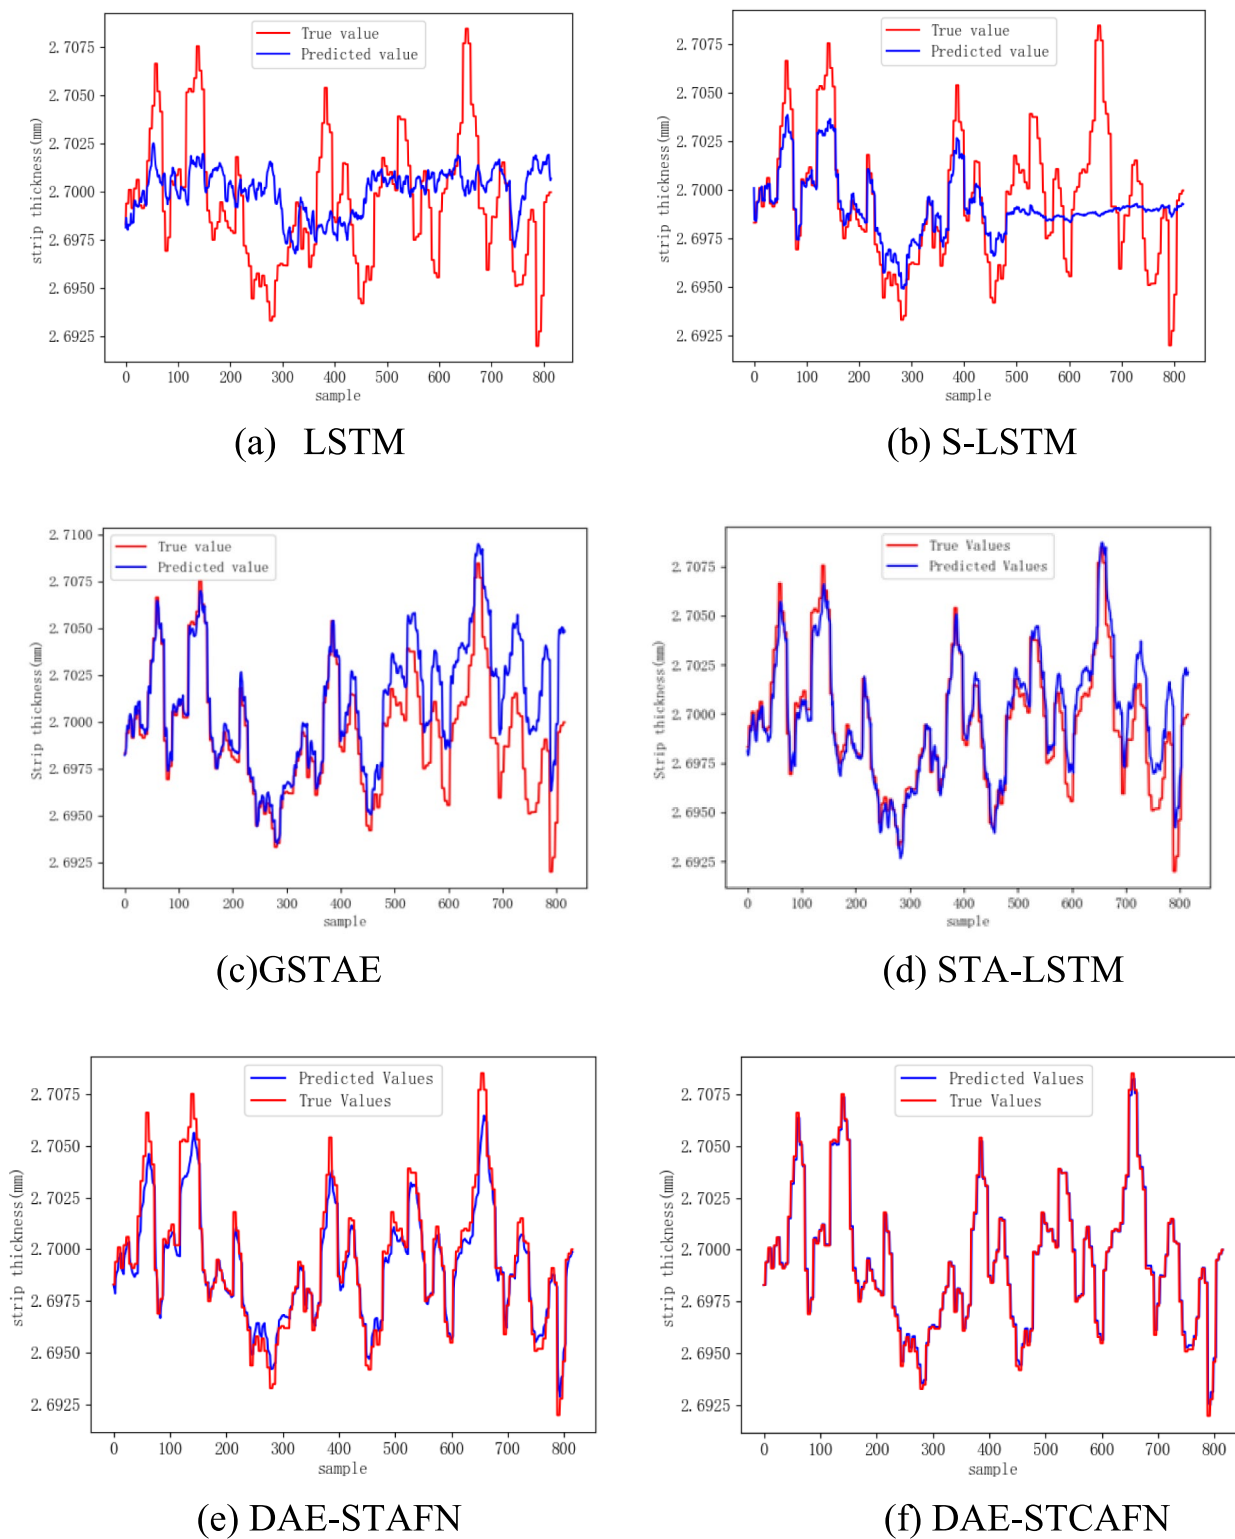 True value
Predicted value
2.7075
2.7050
2.7025
2.7000
2.6975
2.6950
2.6925
strip thickness(mm)
0 100 200 300 400 500 600 700 800
sample
(a) LSTM
True value
Predicted value
2.7075
2.7050
2.7025
2.7000
2.6975
2.6950
2.6925
strip thickness(mm)
0 100 200 300 400 500 600 700 800
sample
(b) S-LSTM
True value
Predicted value
2.7100
2.7075
2.7050
2.7025
2.7000
2.6975
2.6950
2.6925
Strip thickness(mm)
0 100 200 300 400 500 600 700 800
sample
(c)GSTAE
True Values
Predicted Values
2.7075
2.7050
2.7025
2.7000
2.6975
2.6950
2.6925
Strip thickness(mm)
0 100 200 300 400 500 600 700 800
sample
(d) STA-LSTM
Predicted Values
True Values
2.7075
2.7050
2.7025
2.7000
2.6975
2.6950
2.6925
strip thickness(mm)
0 100 200 300 400 500 600 700 800
sample
(e) DAE-STAFN
Predicted Values
True Values
2.7075
2.7050
2.7025
2.7000
2.6975
2.6950
2.6925
strip thickness(mm)
0 100 200 300 400 500 600 700 800
sample
(f) DAE-STCAFN